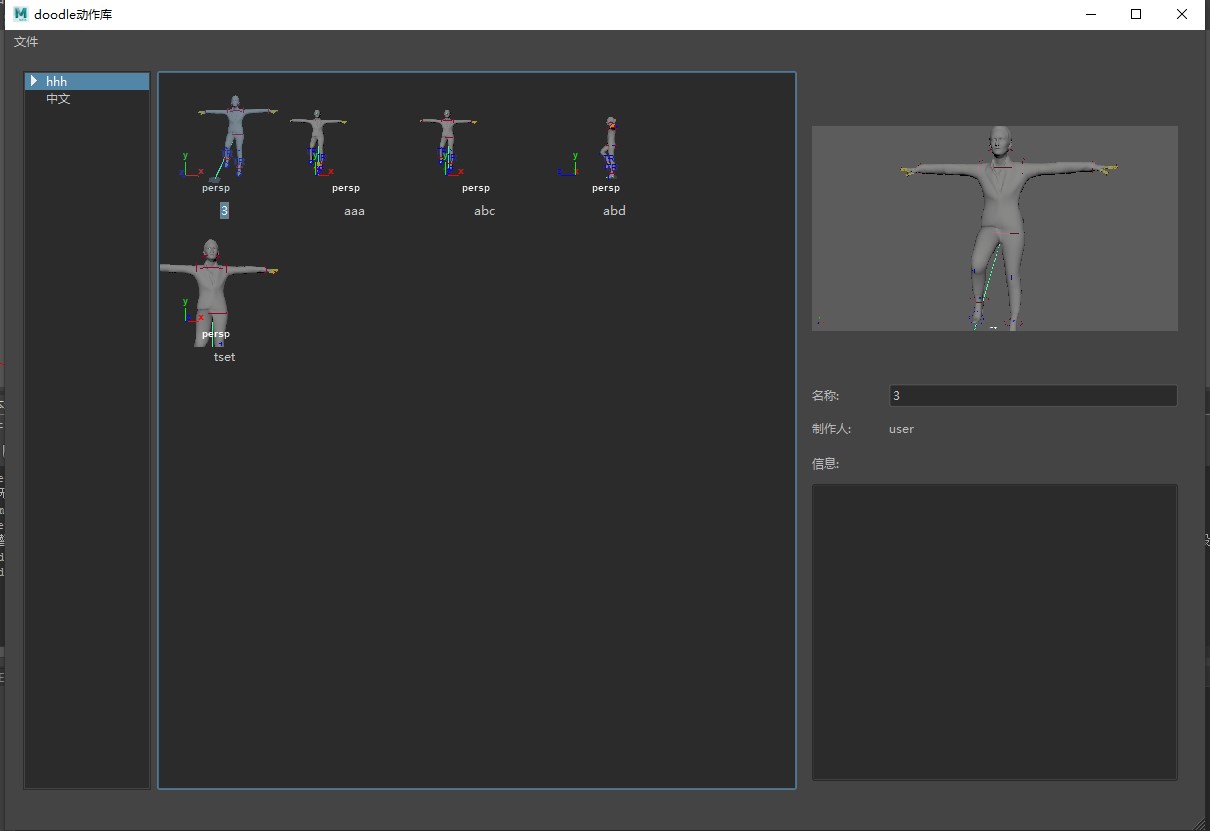 doodle动作库
文件
hhh
中文
y
x
persp
3
y
x
persp
aaa
y
x
persp
abc
y
persp
abd
y
x
persp
tset
名称:
3
制作人:
user
信息: